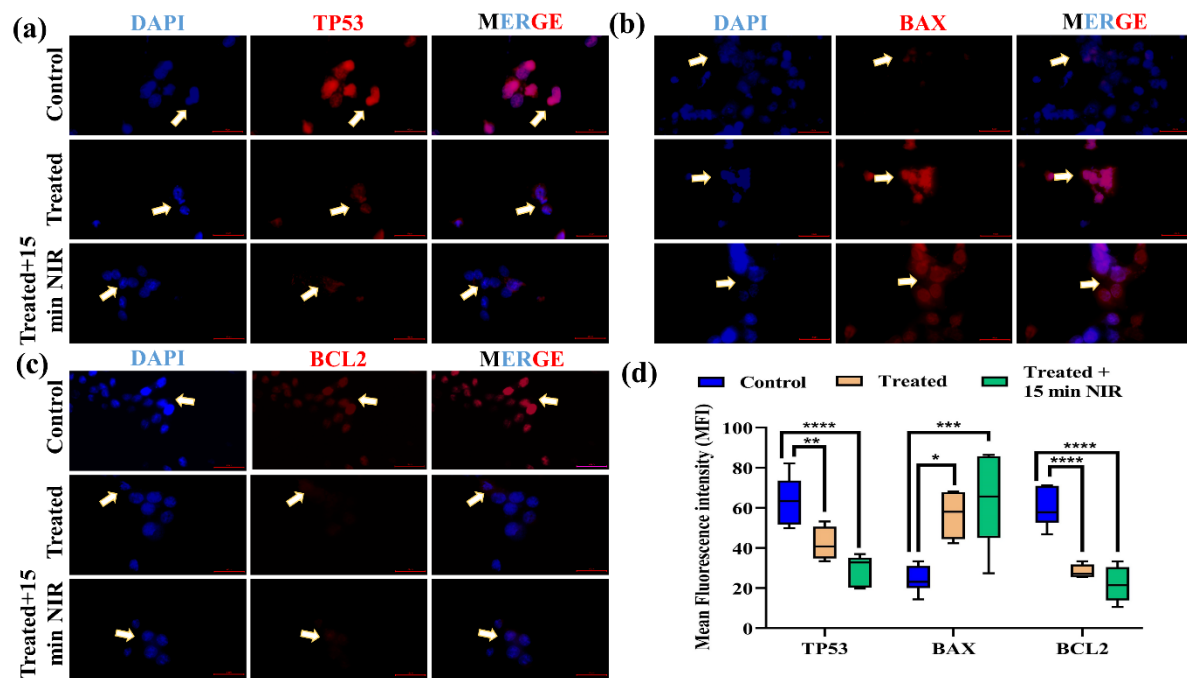 (a)
DAPI TP53 MERGE
Control
Treated
Treated+15
min NIR
(b)
DAPI BAX MERGE
(c)
DAPI BCL2 MERGE
Control
Treated
Treated+15
min NIR
(d)
Control Treated Treated +
15 min NIR
Mean Fluorescence intensity (MFI)
100
80
60
40
20
0
**** ** *** * **** ****
TP53 BAX BCL2